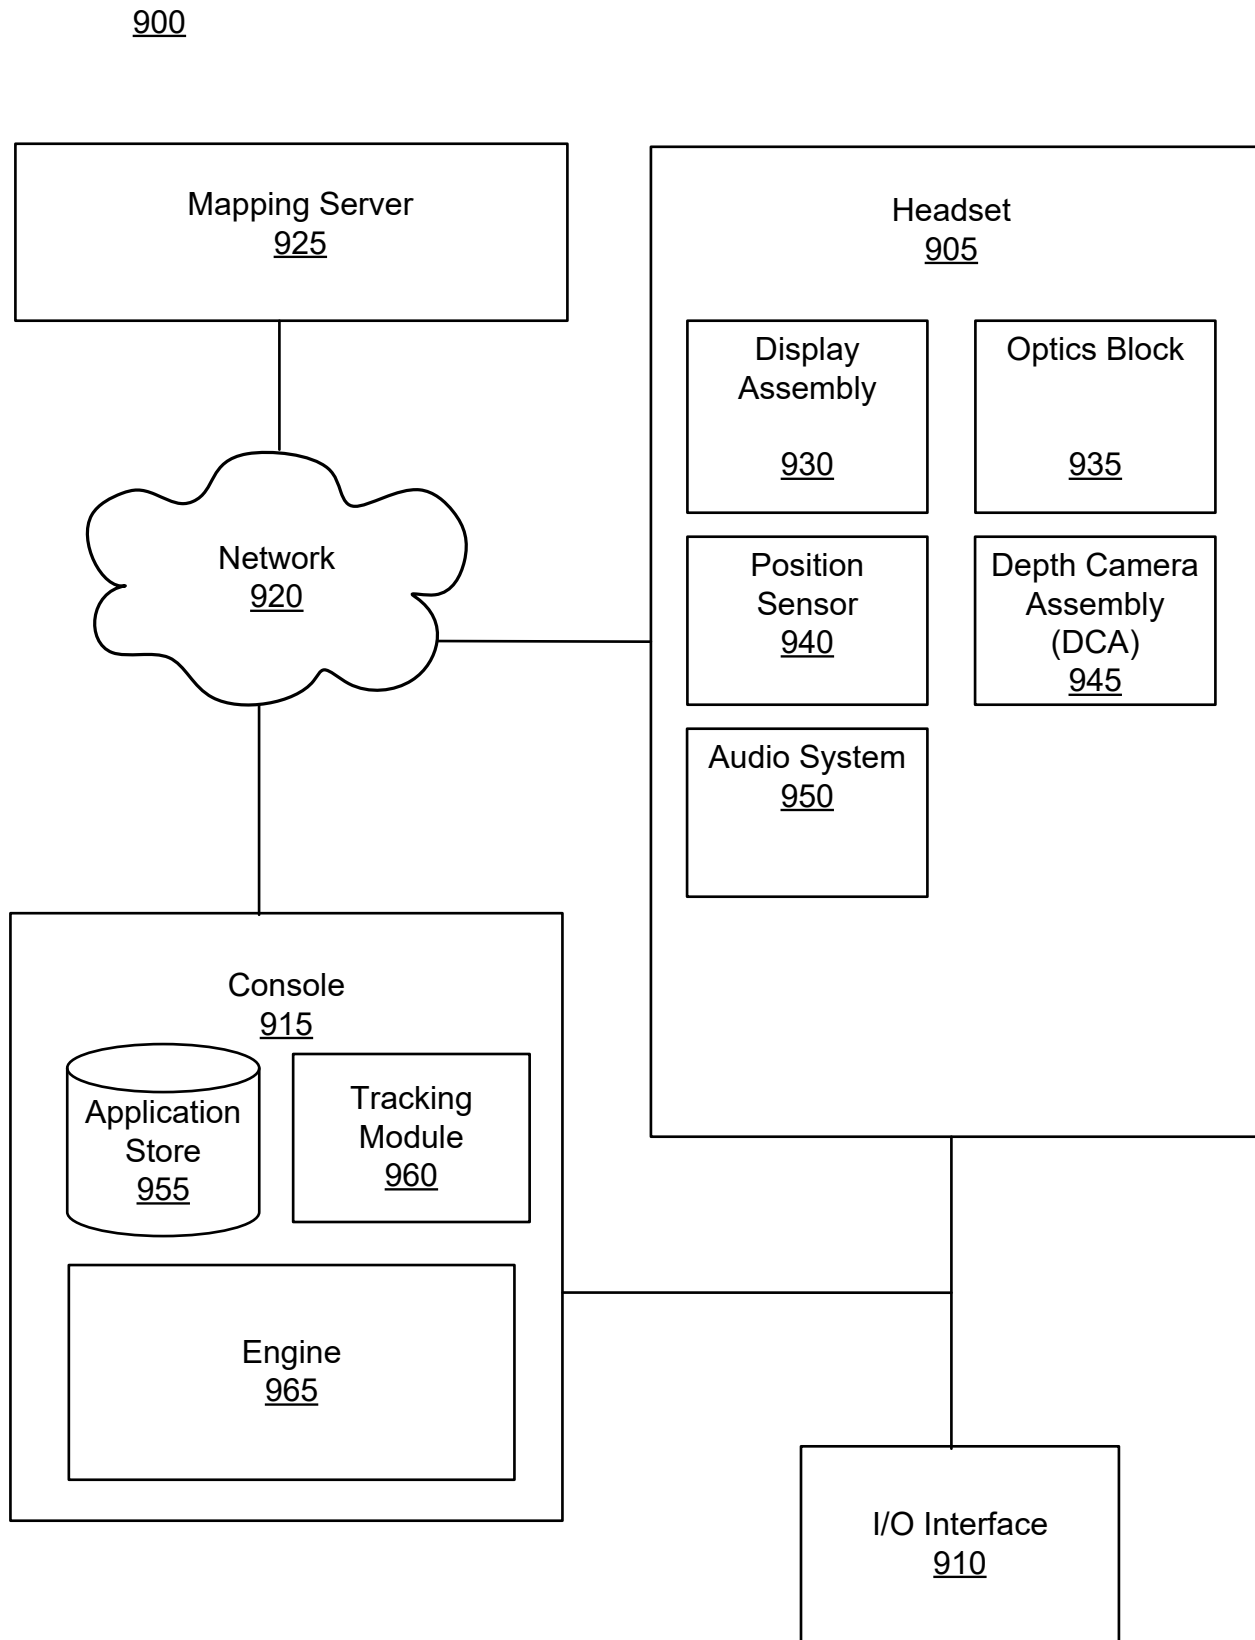 900
Mapping Server
925
Headset
905
Display
Assembly
930
Optics Block
935
Position
Sensor
940
Depth Camera
Assembly
(DCA)
945
Audio System
950
Network
920
Console
915
Application
Store
955
Tracking
Module
960
Engine
965
I/O Interface
910